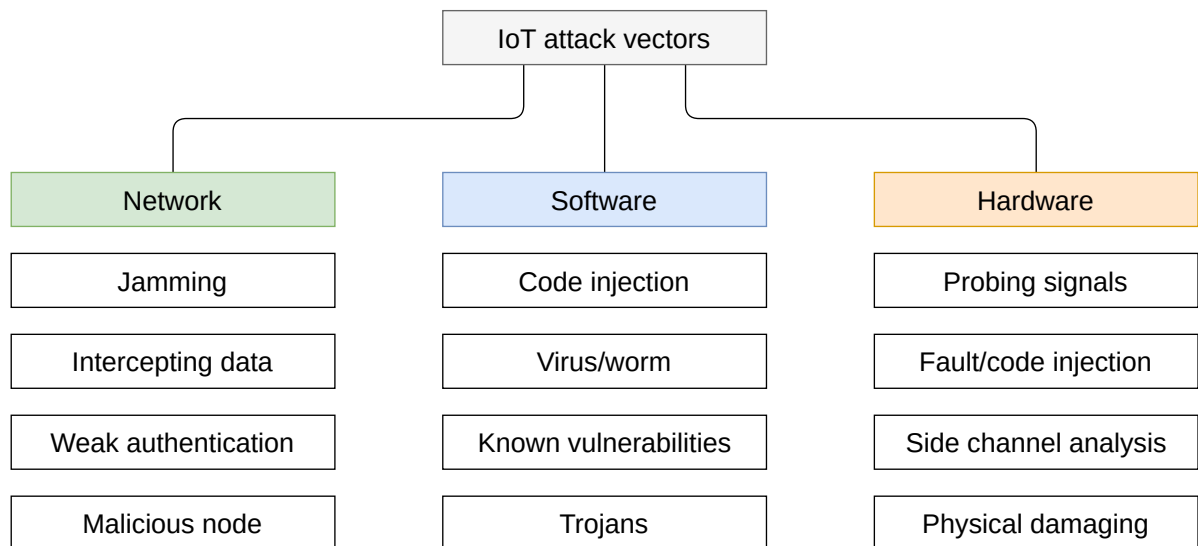 IoT attack vectors
Network
Software
Hardware
Jamming
Code injection
Probing signals
Intercepting data
Virus/worm
Fault/code injection
Weak authentication
Known vulnerabilities
Side channel analysis
Malicious node
Trojans
Physical damaging